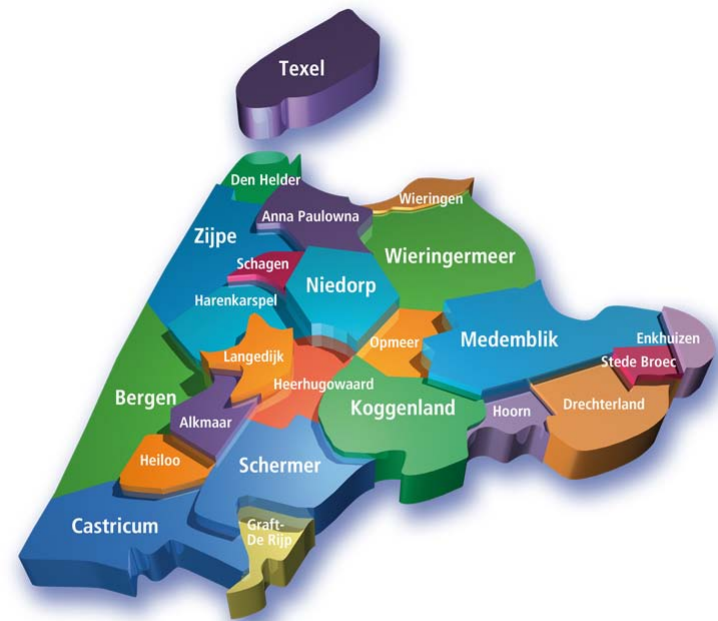 Texel
Den Helder
Wieringen
Anna Paulowna
Zijpe
Wieringermeer
Schagen
Niedorp
Harenkarspel
Enkhuizen
Medemblik
Opmeer
Langedijk
Stede Broec
Heerhugowaard
Bergen
Koggenland
Drechterland
Hoorn
Alkmaar
Heiloo
Schermer
Castricum
Graft-
De Rijp